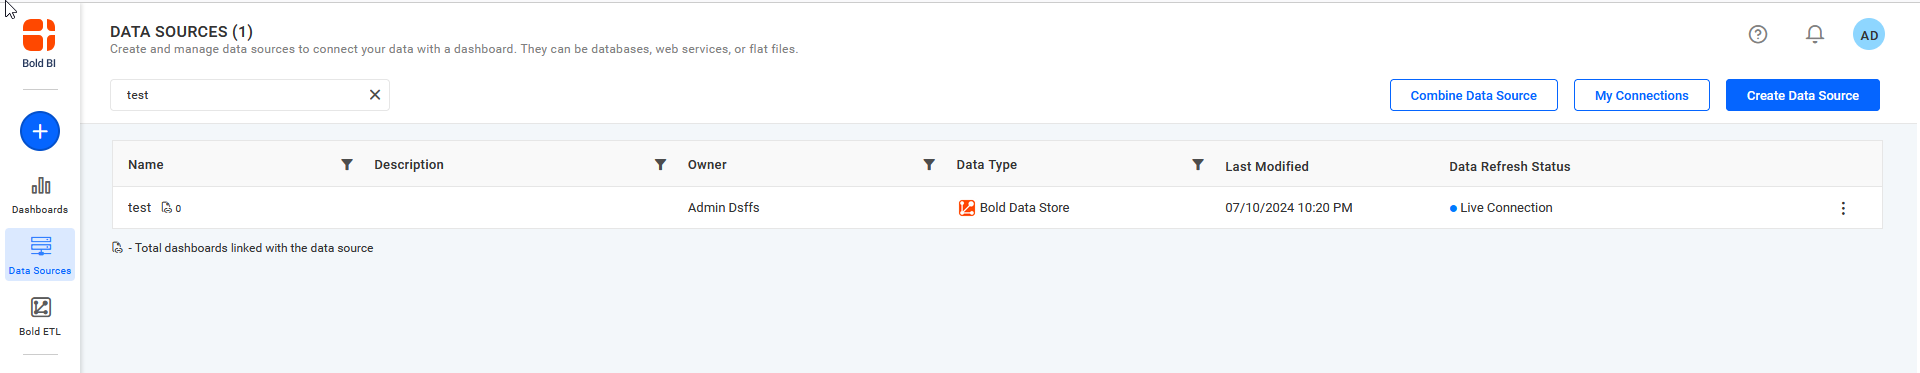 Bold BI
DATA SOURCES (1)
Create and manage data sources to connect your data with a dashboard. They can be databases, web services, or flat files.
AD
test
Combine Data Source
My Connections
Create Data Source
Dashboards
Data Sources
Bold ETL
Name Description Owner Data Type Last Modified Data Refresh Status
test 0 Admin Dsffs Bold Data Store 07/10/2024 10:20 PM Live Connection
- Total dashboards linked with the data source